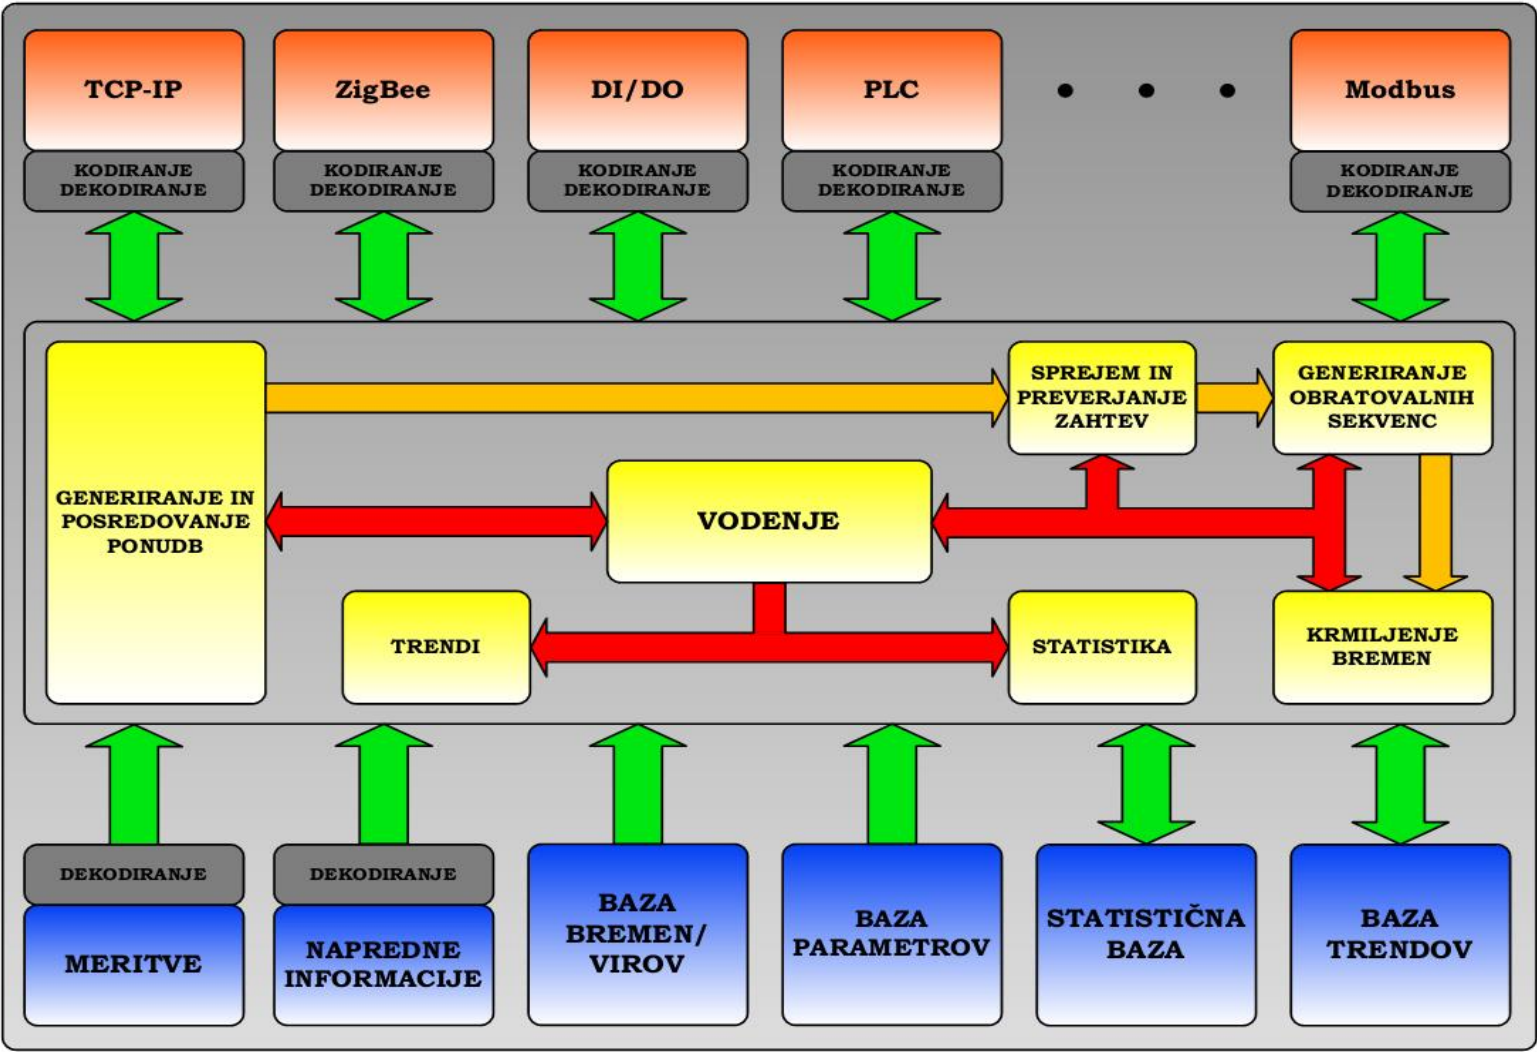 TCP-IP
KODIRANJE
DEKODIRANJE
ZigBee
KODIRANJE
DEKODIRANJE
DI/DO
KODIRANJE
DEKODIRANJE
PLC
KODIRANJE
DEKODIRANJE
Modbus
KODIRANJE
DEKODIRANJE
GENERIRANJE IN
POSREDOVANJE
PONUDB
SPREJEM IN
PREVERJANJE
ZAHTEV
GENERIRANJE
OBRATOVALNIH
SEKVENC
VODENJE
TRENDI
STATISTIKA
KRMILJENJE
BREMEN
DEKODIRANJE
MERITVE
DEKODIRANJE
NAPREDNE
INFORMACIJE
BAZA
BREMEN/
VIROV
BAZA
PARAMETROV
STATISTIČNA
BAZA
BAZA
TRENDOV